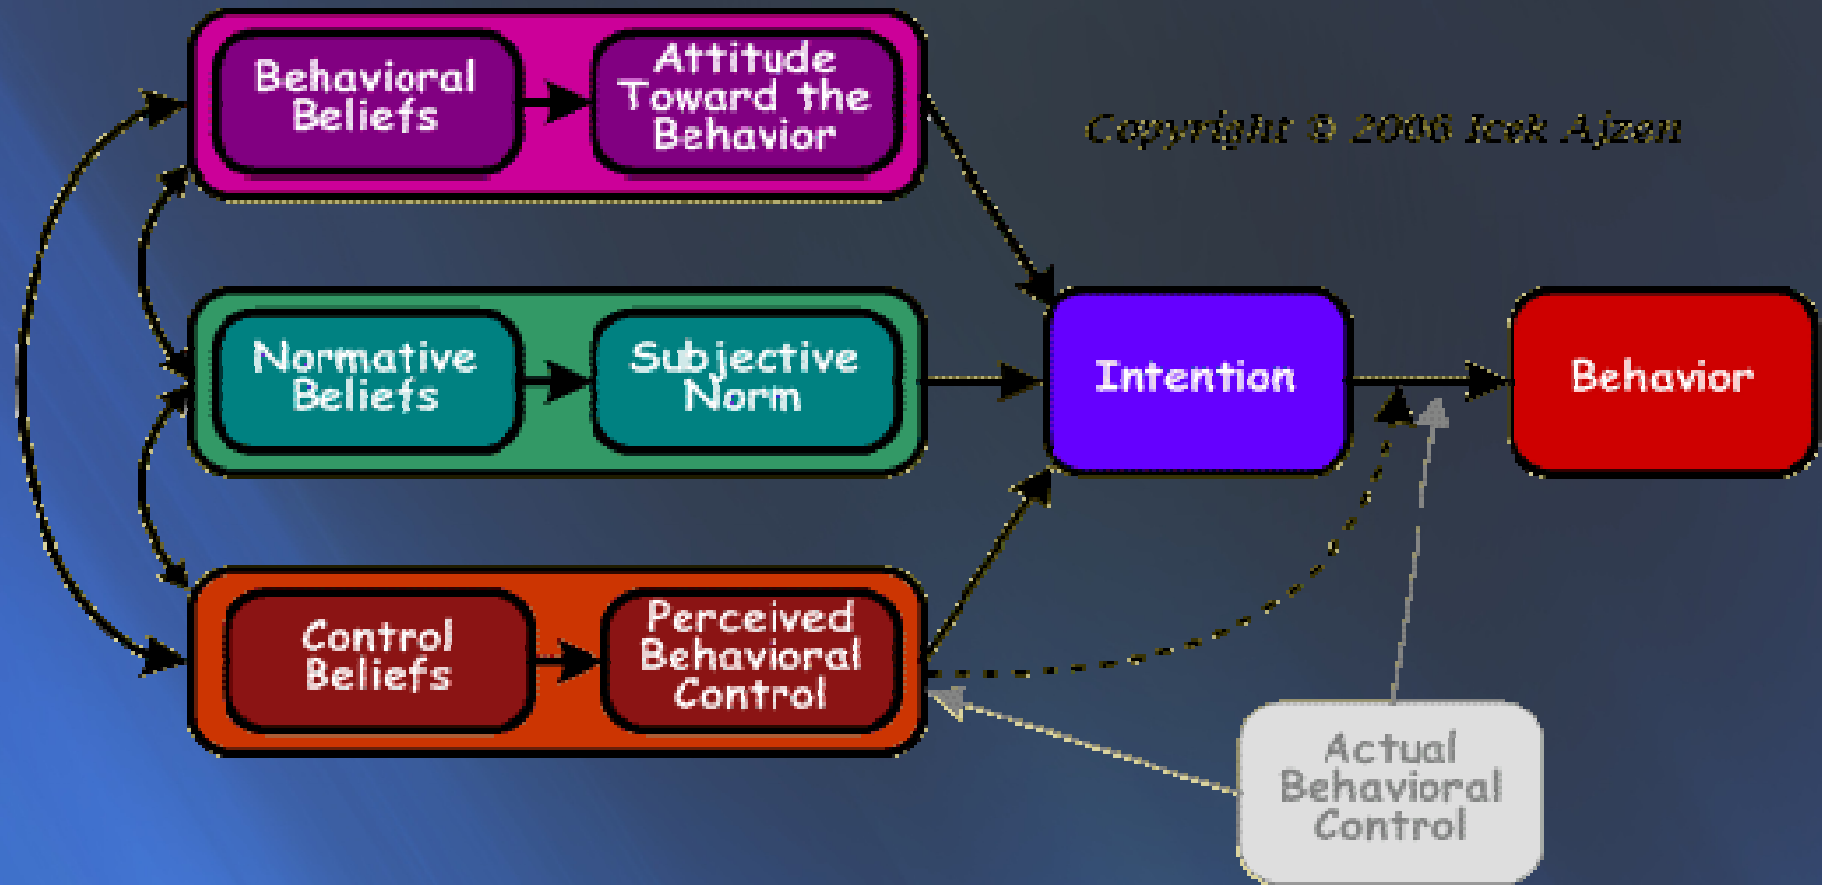 Behavioral
Beliefs
Attitude
Toward the
Behavior
Copyright © 2006 Icek Ajzen
Normative
Beliefs
Subjective
Norm
Intention
Behavior
Control
Beliefs
Perceived
Behavioral
Control
Actual
Behavioral
Control